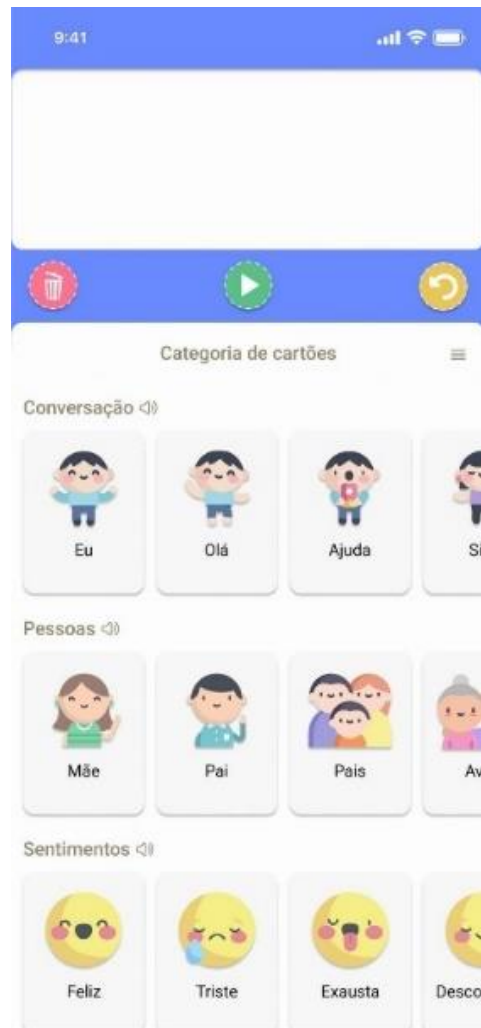 9:41
Categoria de cartões
Conversação
Eu Olá Ajuda
Pessoas
Mãe Pai Pais
Sentimentos
Feliz Triste Exausta